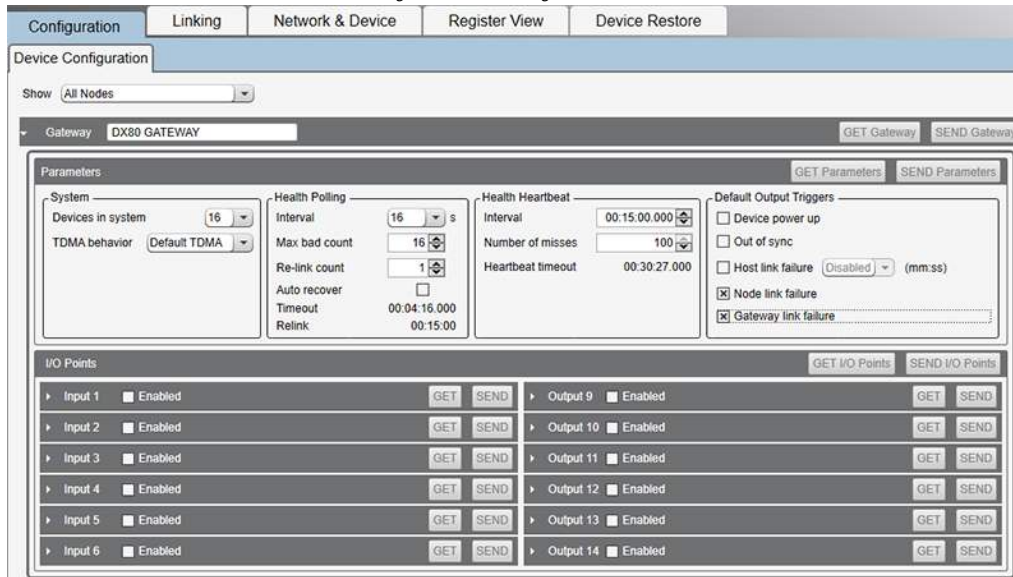 Configuration Linking Network & Device Register View Device Restore
Device Configuration
Show All Nodes
Gateway DX80 GATEWAY GET Gateway SEND Gateway
Parameters GET Parameters SEND Parameters
System Health Polling Health Heartbeat Default Output Triggers
Devices in system 16 Interval 16 s Interval 00:15:00.000 Device power up
TDMA behavior Default TDMA Max bad count 16 Number of misses 100 Out of sync
Re-link count 1 Heartbeat timeout 00:30:27.000 Host link failure Disabled (mm:ss)
Auto recover Node link failure
Timeout 00:04:16.000 Gateway link failure
Relink 00:15:00
I/O Points GET I/O Points SEND I/O Points
Input 1 Enabled GET SEND Output 9 Enabled GET SEND
Input 2 Enabled GET SEND Output 10 Enabled GET SEND
Input 3 Enabled GET SEND Output 11 Enabled GET SEND
Input 4 Enabled GET SEND Output 12 Enabled GET SEND
Input 5 Enabled GET SEND Output 13 Enabled GET SEND
Input 6 Enabled GET SEND Output 14 Enabled GET SEND